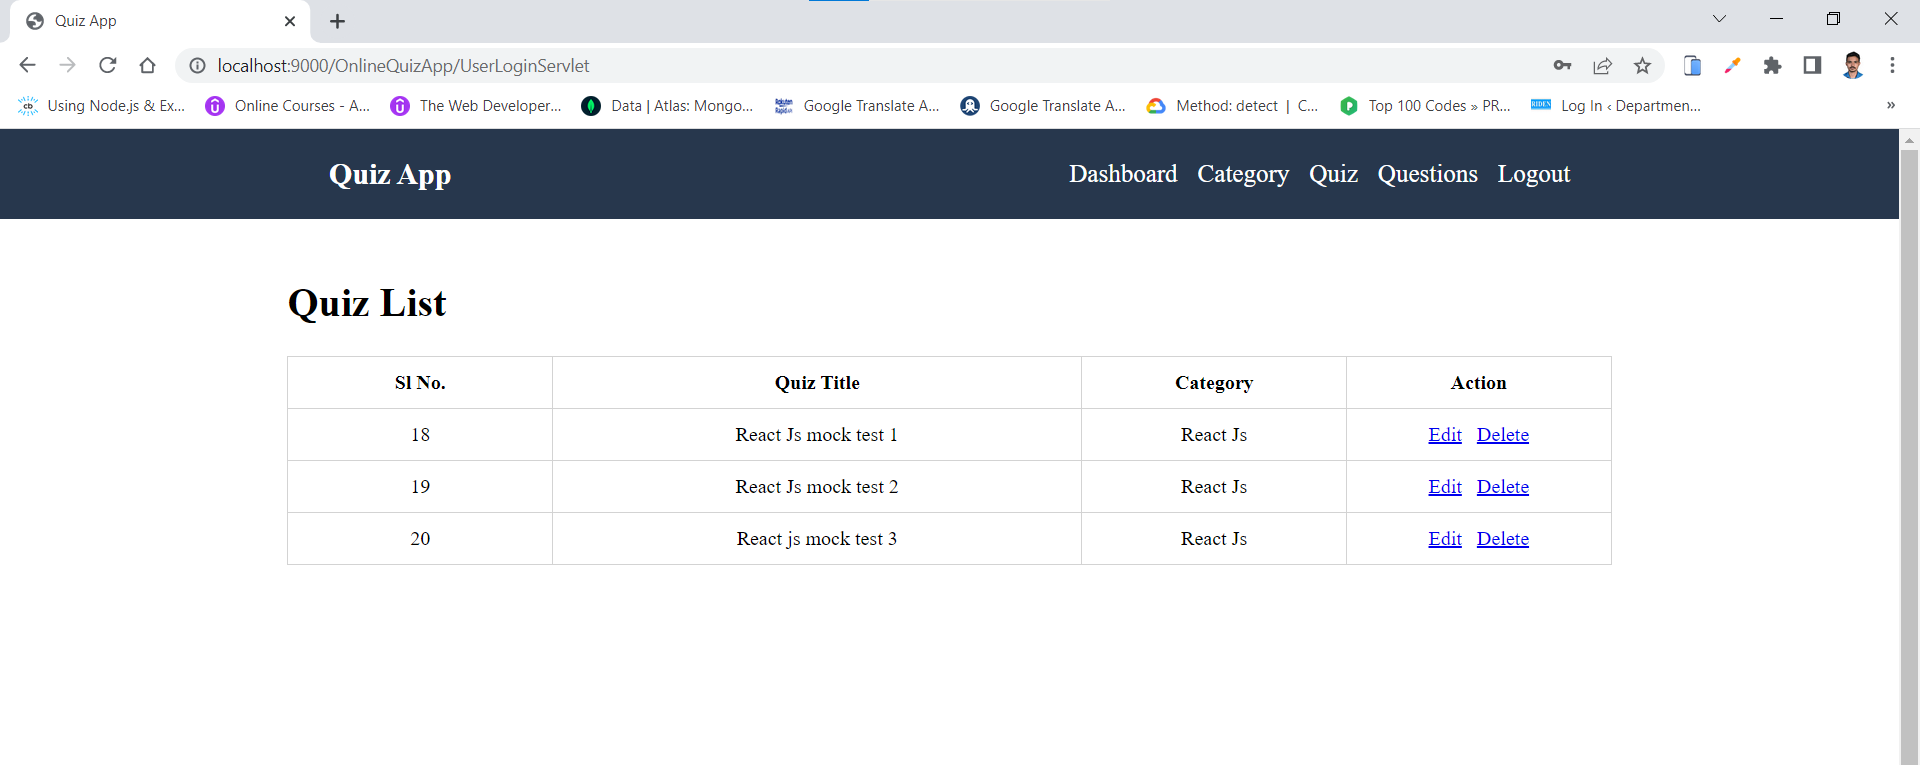 Quiz App
localhost:9000/OnlineQuizApp/UserLoginServlet
cb Using Node.js & Ex... Online Courses - A... The Web Developer... Data | Atlas: Mongo... Google Translate A... Google Translate A... Method: detect | C... Top 100 Codes » PR... RIDEN Log In ‹ Departmen... »
Quiz App Dashboard Category Quiz Questions Logout
Quiz List
Sl No. Quiz Title Category Action
18 React Js mock test 1 React Js Edit Delete
19 React Js mock test 2 React Js Edit Delete
20 React js mock test 3 React Js Edit Delete